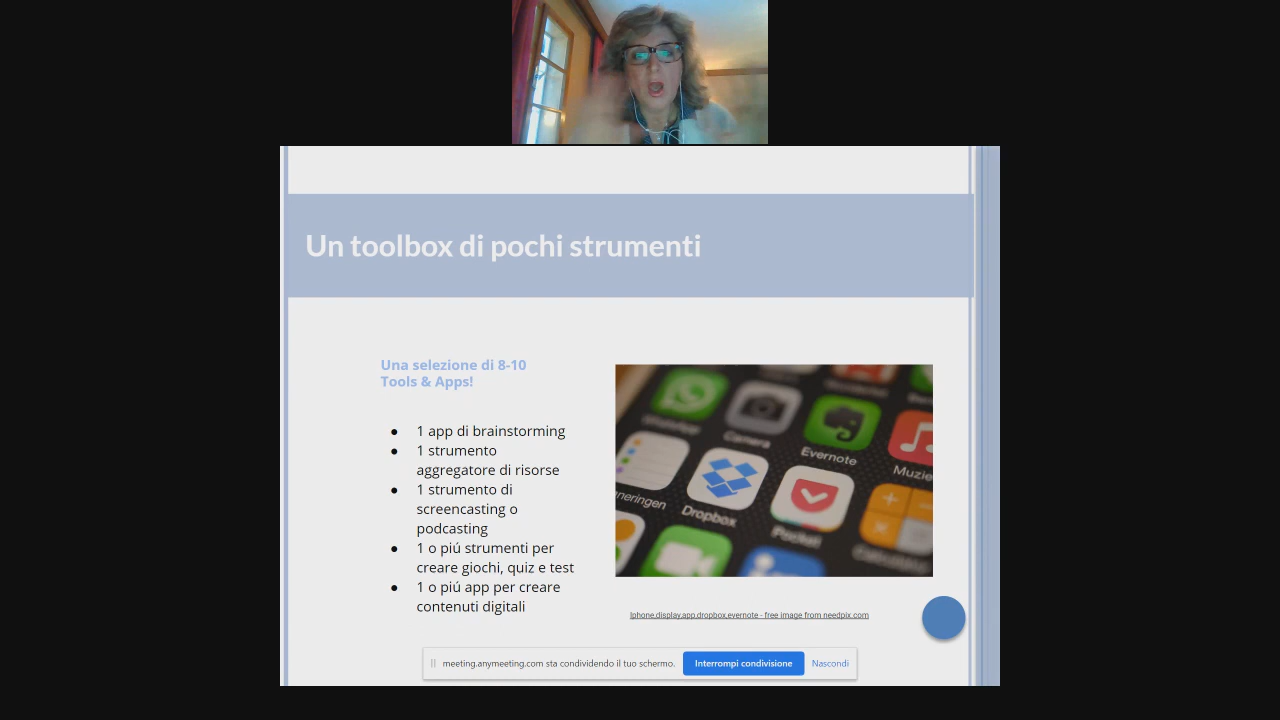 Un toolbox di pochi strumenti
Una selezione di 8-10
Tools & Apps!
● 1 app di brainstorming
● 1 strumento
aggregatore di risorse
● 1 strumento di
screencasting o
podcasting
● 1 o piú strumenti per
creare giochi, quiz e test
● 1 o piú app per creare
contenuti digitali
WhatsApp
Camera
Evernote
Muzie
neringen
Dropbox
Pocket
Iphone,display,app,dropbox,evernote - free image from needpix.com
meeting.anymeeting.com sta condividendo il tuo schermo.
Interrompi condivisione
Nascondi